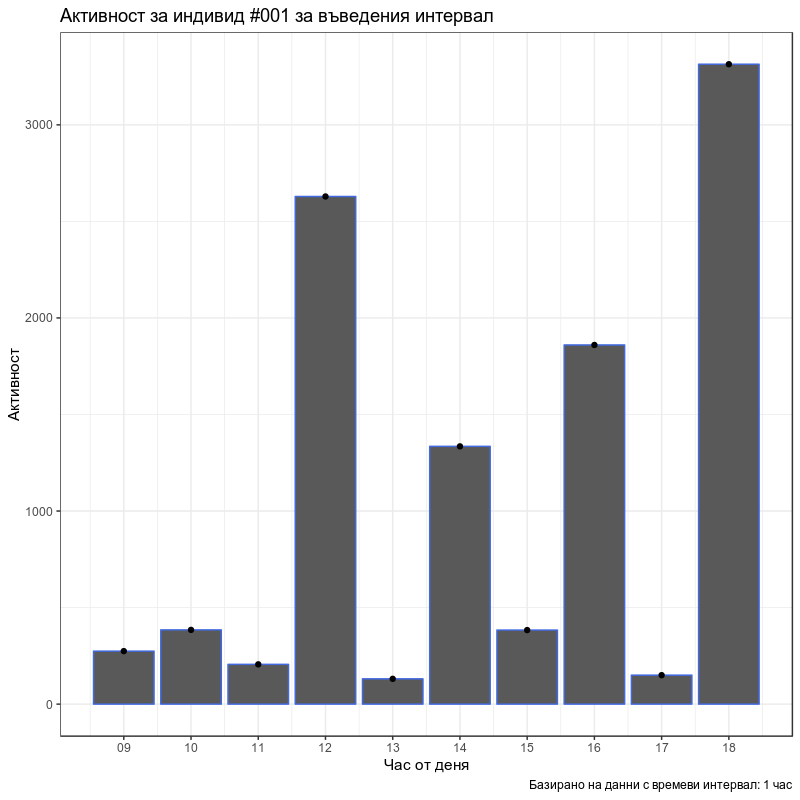 Активност за индивид #001 за въведения интервал
Активност
3000
2000
1000
0
09 10 11 12 13 14 15 16 17 18
Час от деня
Базирано на данни с времеви интервал: 1 час